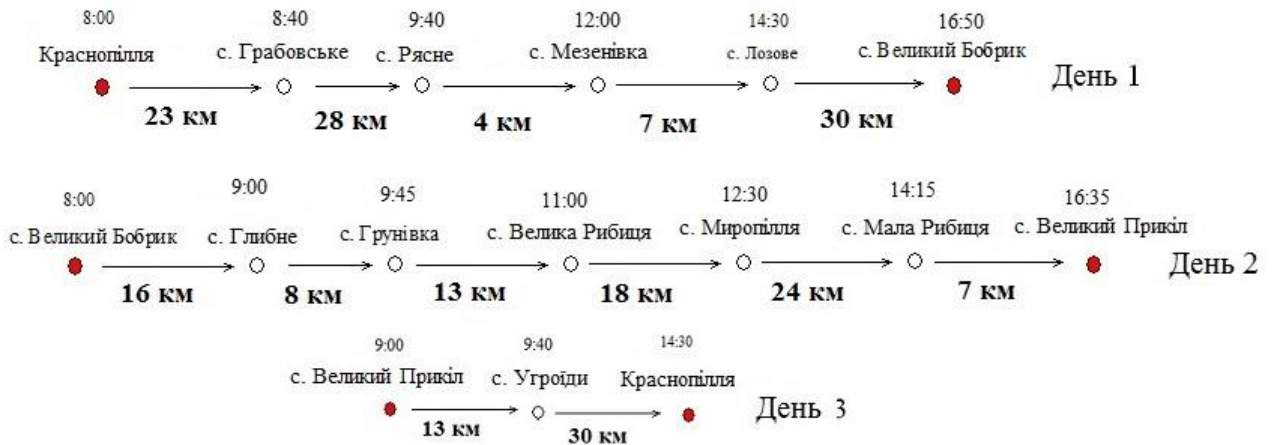 8:00 8:40 9:40 12:00 14:30 16:50
Краснопілля с. Грабовське с. Рясне с. Мезенівка с. Лозове с. Великий Бобрик
День 1
23 км 28 км 4 км 7 км 30 км
8:00 9:00 9:45 11:00 12:30 14:15 16:35
с. Великий Бобрик с. Глибне с. Грунівка с. Велика Рибиця с. Миропілля с. Мала Рибиця с. Великий Прикіл
День 2
16 км 8 км 13 км 18 км 24 км 7 км
9:00 9:40 14:30
с. Великий Прикіл с. Угроїди Краснопілля
День 3
13 км 30 км